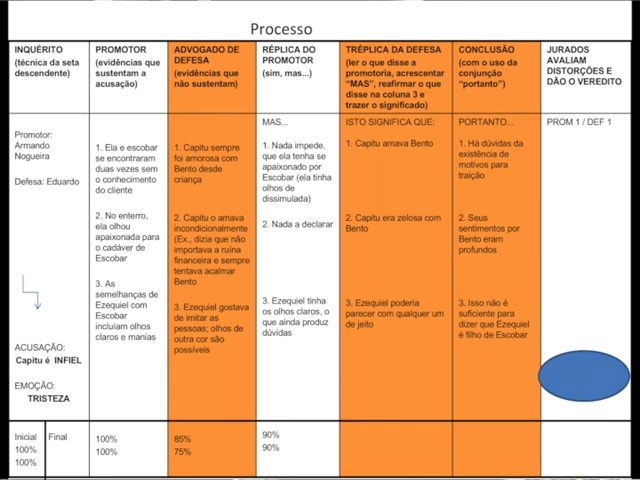 Processo
INQUÉRITO
(técnica da seta
descendente)
PROMOTOR
(evidências que
sustentam a
acusação)
ADVOGADO DE
DEFESA
(evidências que
não sustentam)
RÉPLICA DO
PROMOTOR
(sim, mas...)
TRÉPLICA DA DEFESA
(ler o que disse a
promotoria, acrescentar
“MAS”, reafirmar o que
disse na coluna 3 e
trazer o significado)
CONCLUSÃO
(com o uso da
conjunção
“portanto”)
JURADOS
AVALIAM
DISTORÇÕES E
DÃO O VEREDITO
Promotor:
Armando
Nogueira
Defesa: Eduardo
ACUSAÇÃO:
Capitu é INFIEL
EMOÇÃO:
TRISTEZA
1. Ela e escobar
se encontraram
duas vezes sem
o conhecimento
do cliente
2. No enterro,
ela olhou
apaixonada para
o cadáver de
Escobar
3. As
semelhanças de
Ezequiel com
Escobar
incluíam olhos
claros e manias
1. Capitu sempre
foi amorosa com
Bento desde
criança
2. Capitu o amava
incondicionalmente
(Ex., dizia que não
importava a ruína
financeira e sempre
tentava acalmar
Bento
3. Ezequiel gostava
de imitar as
pessoas; olhos de
outra cor são
possíveis
MAS...
1. Nada impede.
que ela tenha se
apaixonado por
Escobar (ela tinha
olhos de
dissimulada)
2. Nada a declarar
3. Ezequiel tinha
os olhos claros, o
que ainda produz
dúvidas
ISTO SIGNIFICA QUE:
1. Capitu amava Bento
2. Capitu era zelosa com
Bento
3. Ezequiel poderia
parecer com qualquer um
de jeito
PORTANTO...
1. Há dúvidas da
existência de
motivos para
traição
2. Seus
sentimentos por
Bento eram
profundos
3. Isso não é
suficiente para
dizer que Ezequiel
é filho de Escobar
PROM 1 / DEF 1
Inicial
100%
100%
Final
100%
100%
85%
75%
90%
90%